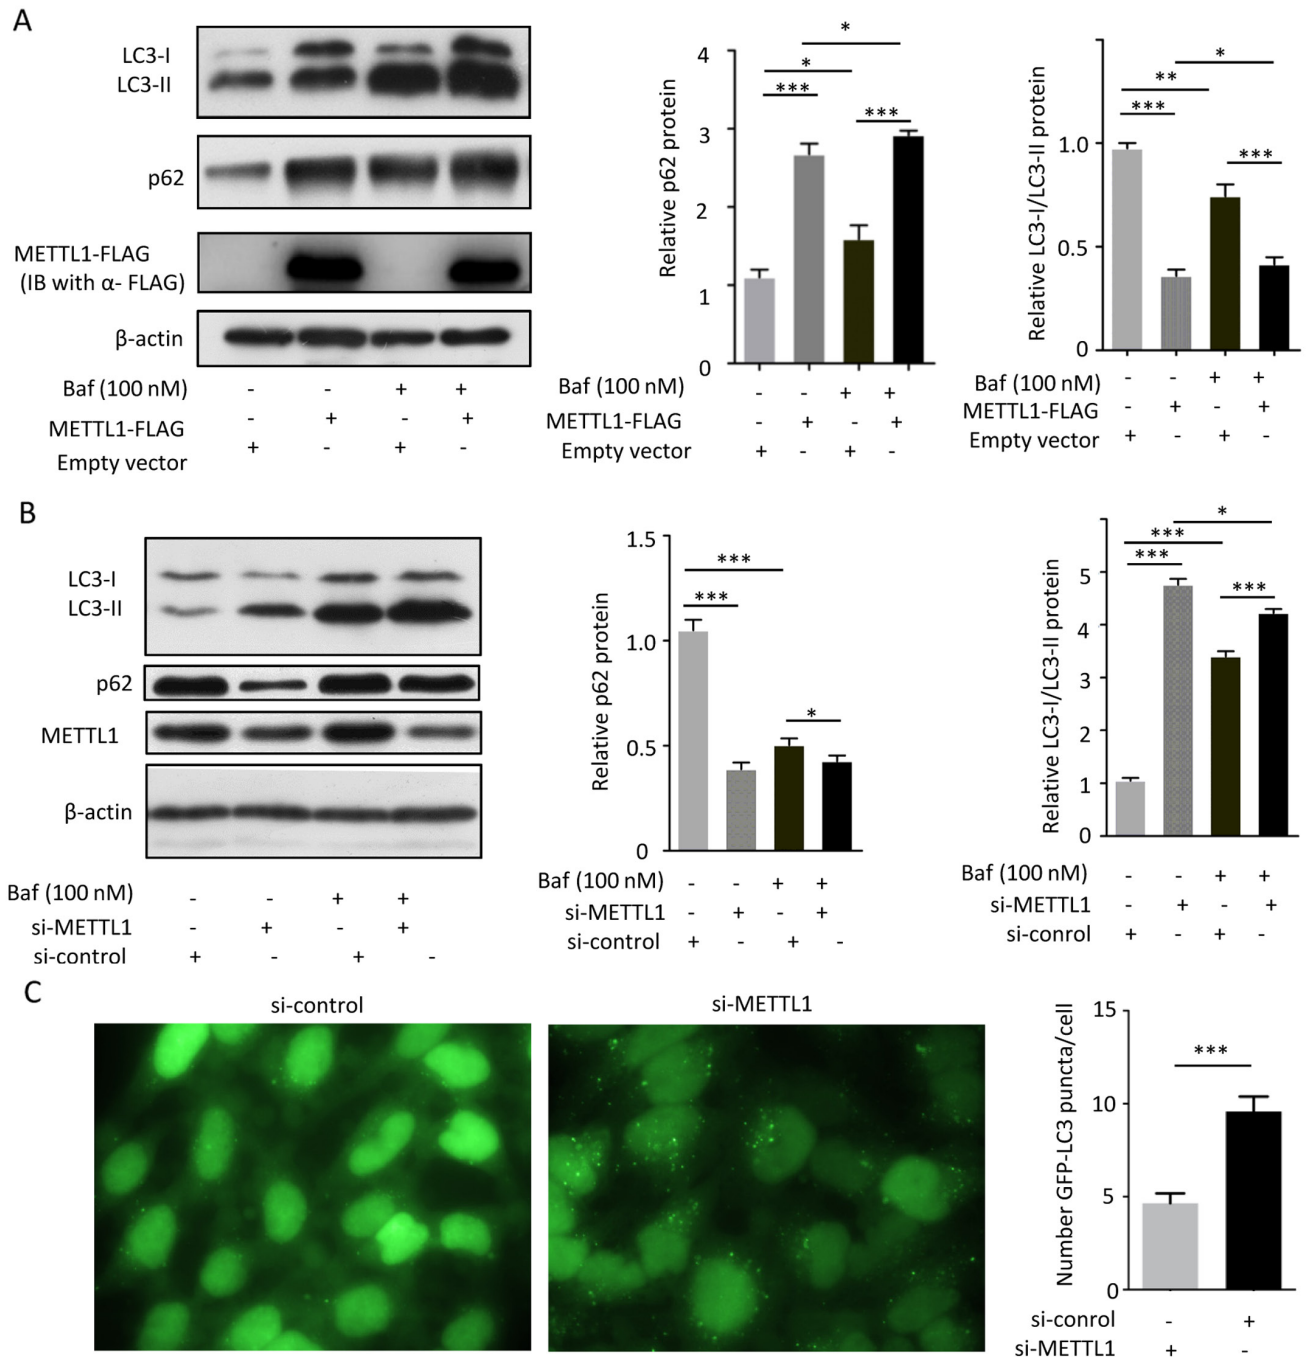 A
LC3-I
LC3-II
p62
METTL1-FLAG
(IB with α- FLAG)
β-actin
Baf (100 nM) - - + +
METTL1-FLAG - + - +
Empty vector + - + -
Relative p62 protein
4
3
2
1
0
*
*
***
***
Baf (100 nM) - - + +
METTL1-FLAG - + - +
Empty vector + - + -
Relative LC3-I/LC3-II protein
1.0
0.5
0
*
**
***
***
Baf (100 nM) - - + +
METTL1-FLAG - + - +
Empty vector + - + -
B
LC3-I
LC3-II
p62
METTL1
β-actin
Baf (100 nM) - - + +
si-METTL1 - + - +
si-control + - + -
Relative p62 protein
1.5
1.0
0.5
0
***
***
*
Baf (100 nM) - - + +
si-METTL1 - + - +
si-control + - + -
Relative LC3-I/LC3-II protein
5
4
3
2
1
0
*
***
***
***
Baf (100 nM) - - + +
si-METTL1 - + - +
si-conrol + - + -
C
si-control
si-METTL1
Number GFP-LC3 puncta/cell
15
10
5
0
***
si-conrol - +
si-METTL1 + -